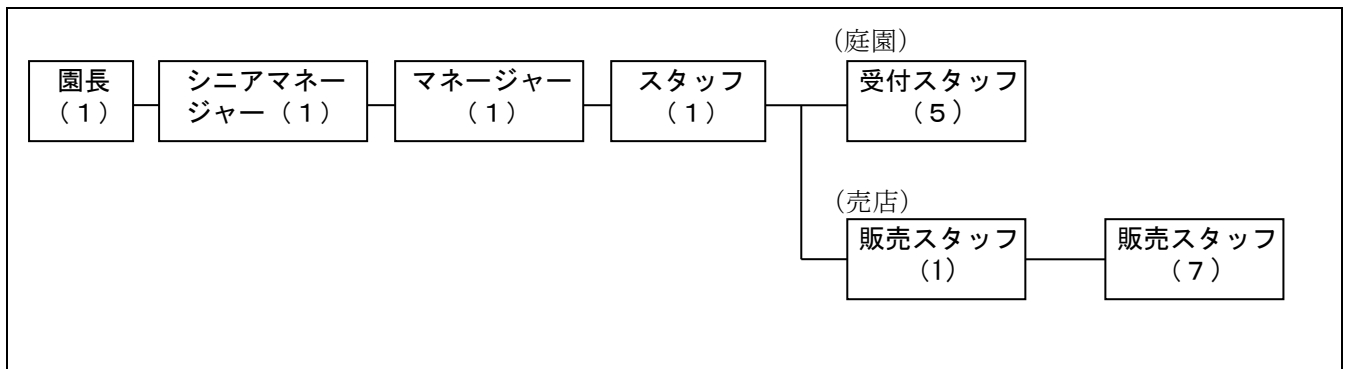 （庭園）
園長
（１）
シニアマネー
ジャー（１）
マネージャー
（１）
スタッフ
（１）
受付スタッフ
（５）
（売店）
販売スタッフ
(1)
販売スタッフ
（７）